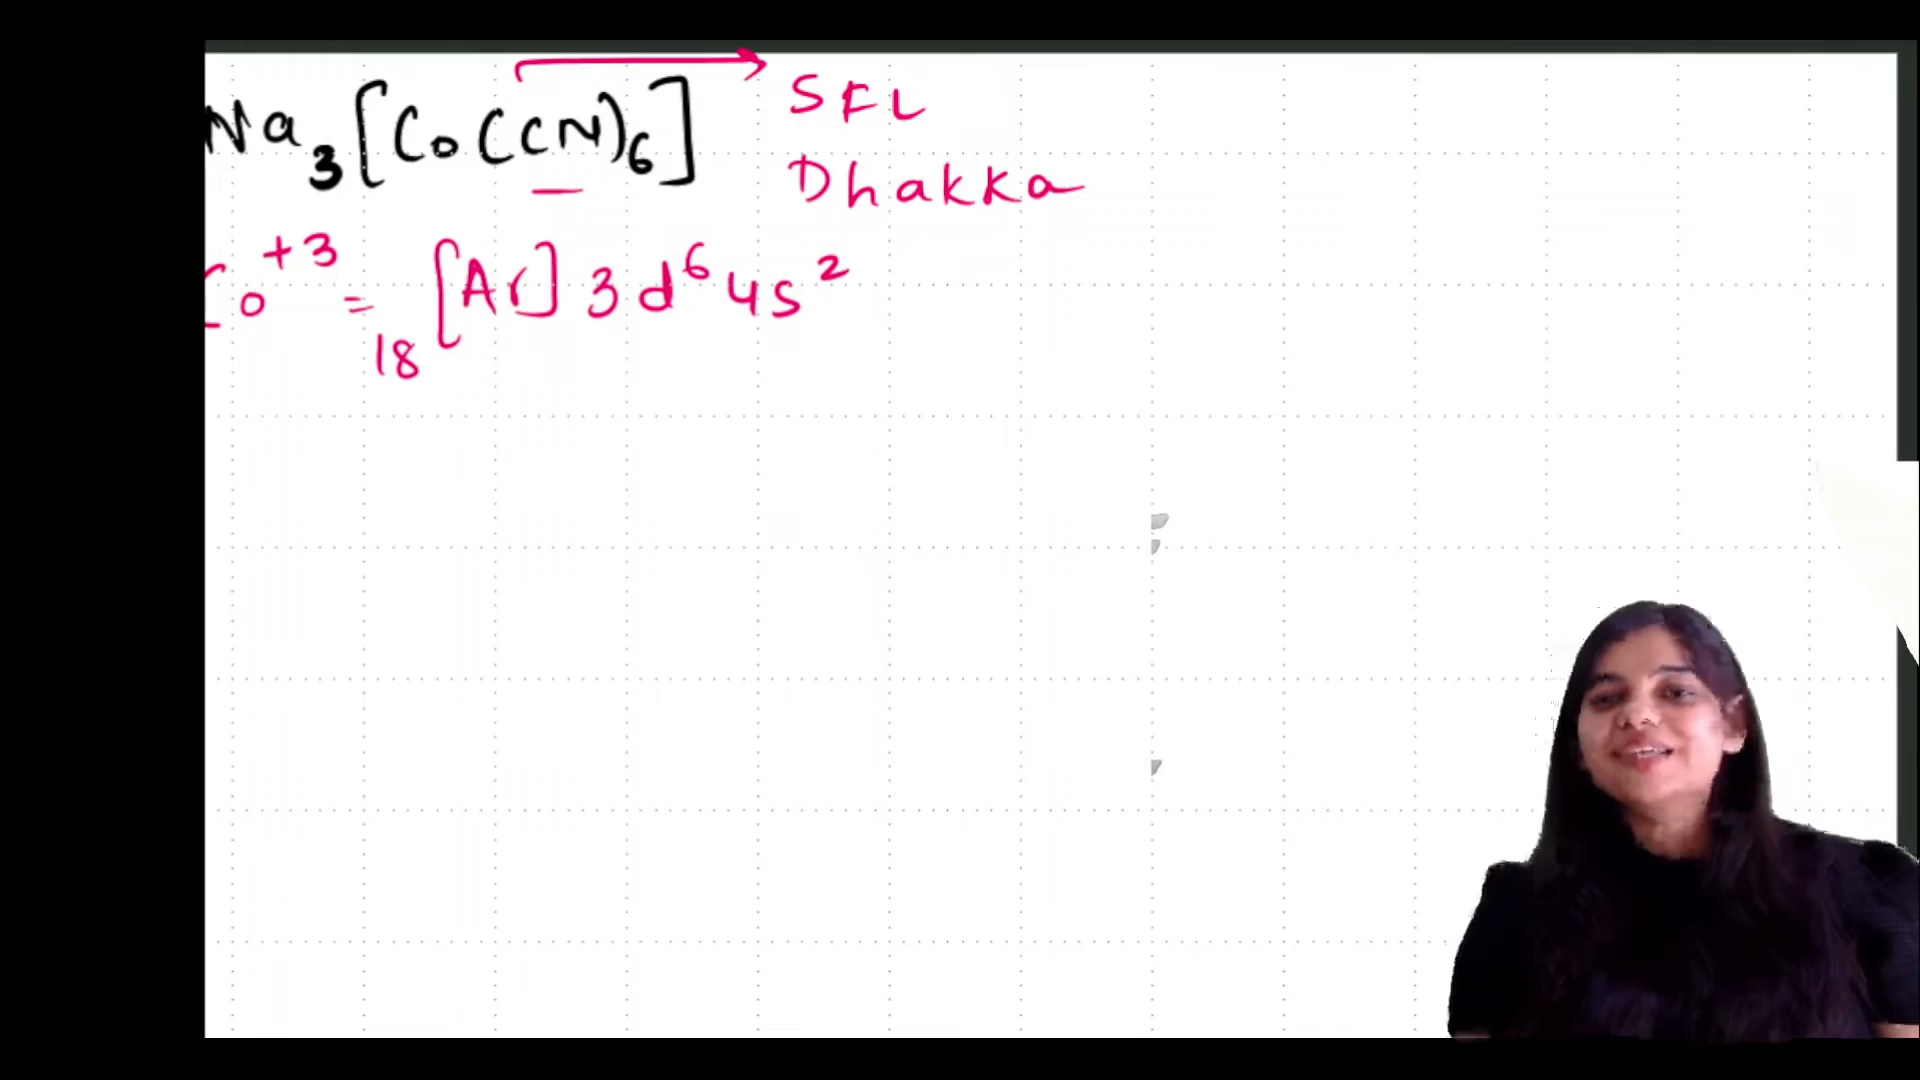 Na₃[Co(CN)₆] SFL
Dhakka
Co⁺³ = ₁₈[Ar] 3d⁶ 4s²